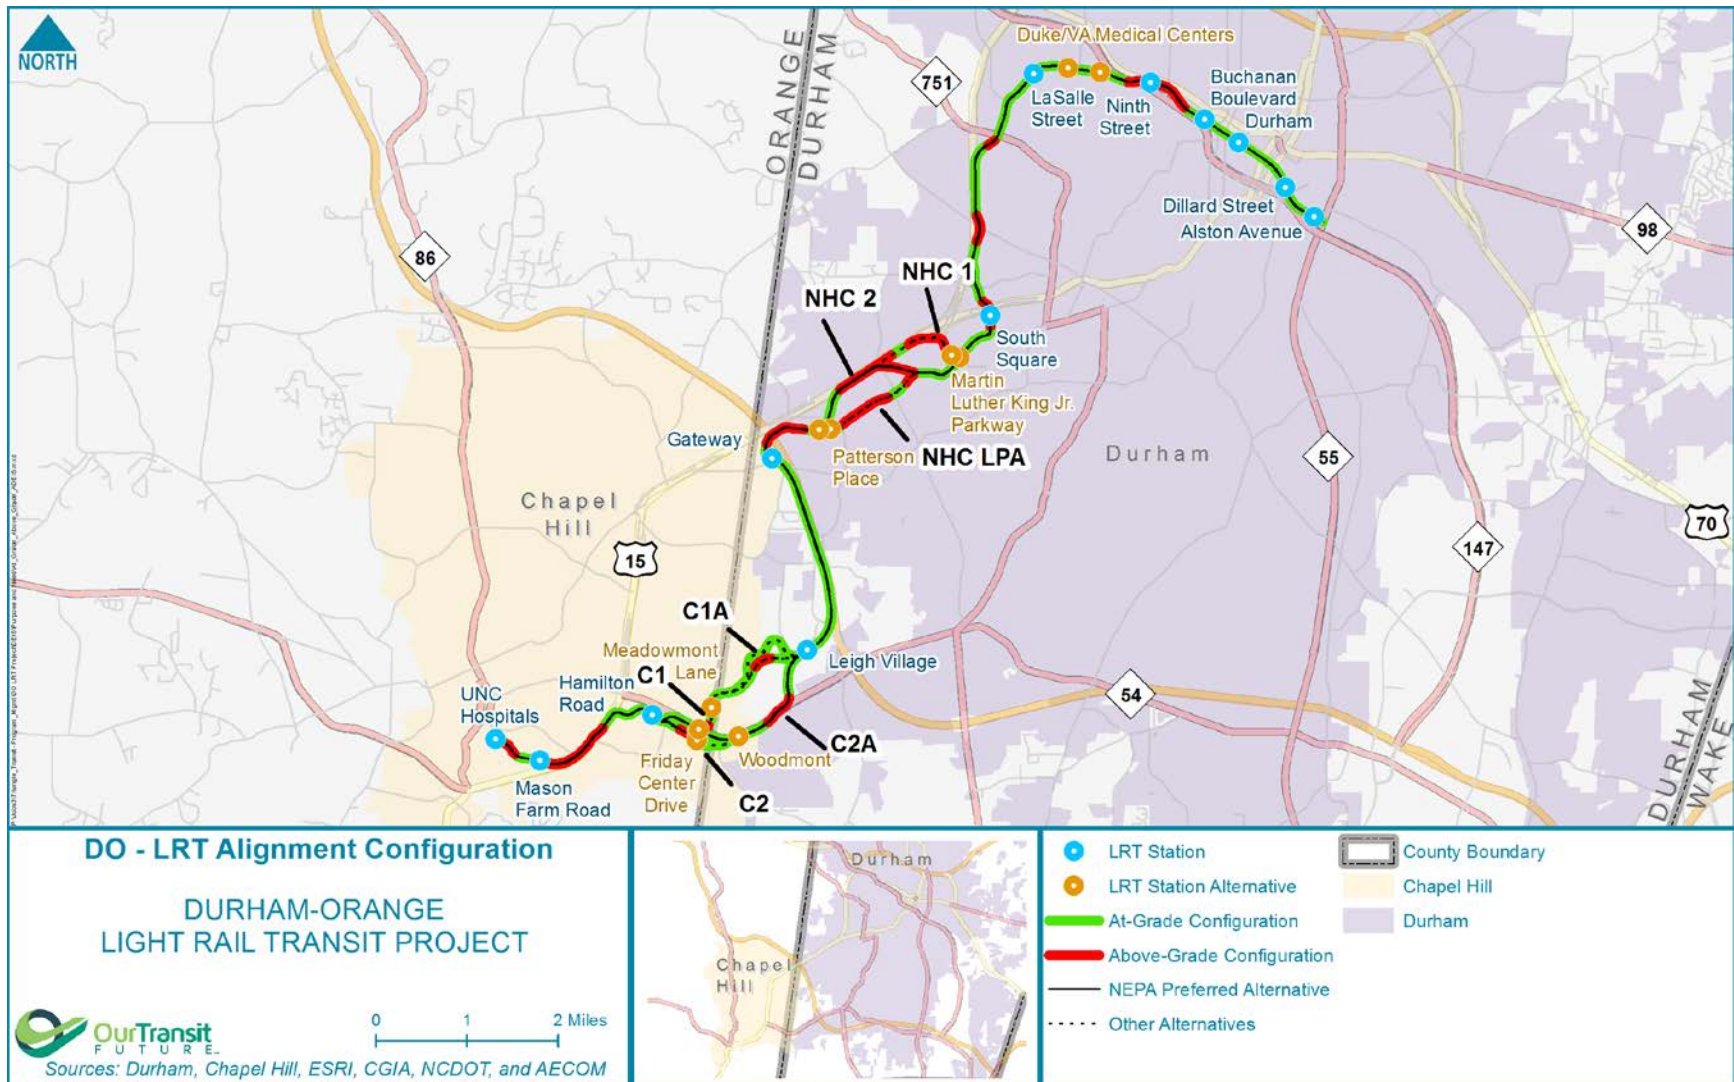 NORTH
ORANGE
DURHAM
Duke/VA Medical Centers
751
LaSalle
Street
Ninth
Street
Buchanan
Boulevard
Durham
Dillard Street
Alston Avenue
86
98
NHC 1
NHC 2
South
Square
Martin
Luther King Jr.
Parkway
Gateway
Patterson
Place
NHC LPA
Durham
55
Chapel
Hill
15
70
147
C1A
Meadowmont
Lane
C1
Leigh Village
Hamilton
Road
UNC
Hospitals
54
C2A
Friday
Center
Drive
Woodmont
Mason
Farm Road
C2
DURHAM
WAKE
DO - LRT Alignment Configuration
DURHAM-ORANGE
LIGHT RAIL TRANSIT PROJECT
OurTransit
FUTURE
0 1 2 Miles
Sources: Durham, Chapel Hill, ESRI, CGIA, NCDOT, and AECOM
Durham
Chapel
Hill
LRT Station
LRT Station Alternative
At-Grade Configuration
Above-Grade Configuration
NEPA Preferred Alternative
Other Alternatives
County Boundary
Chapel Hill
Durham